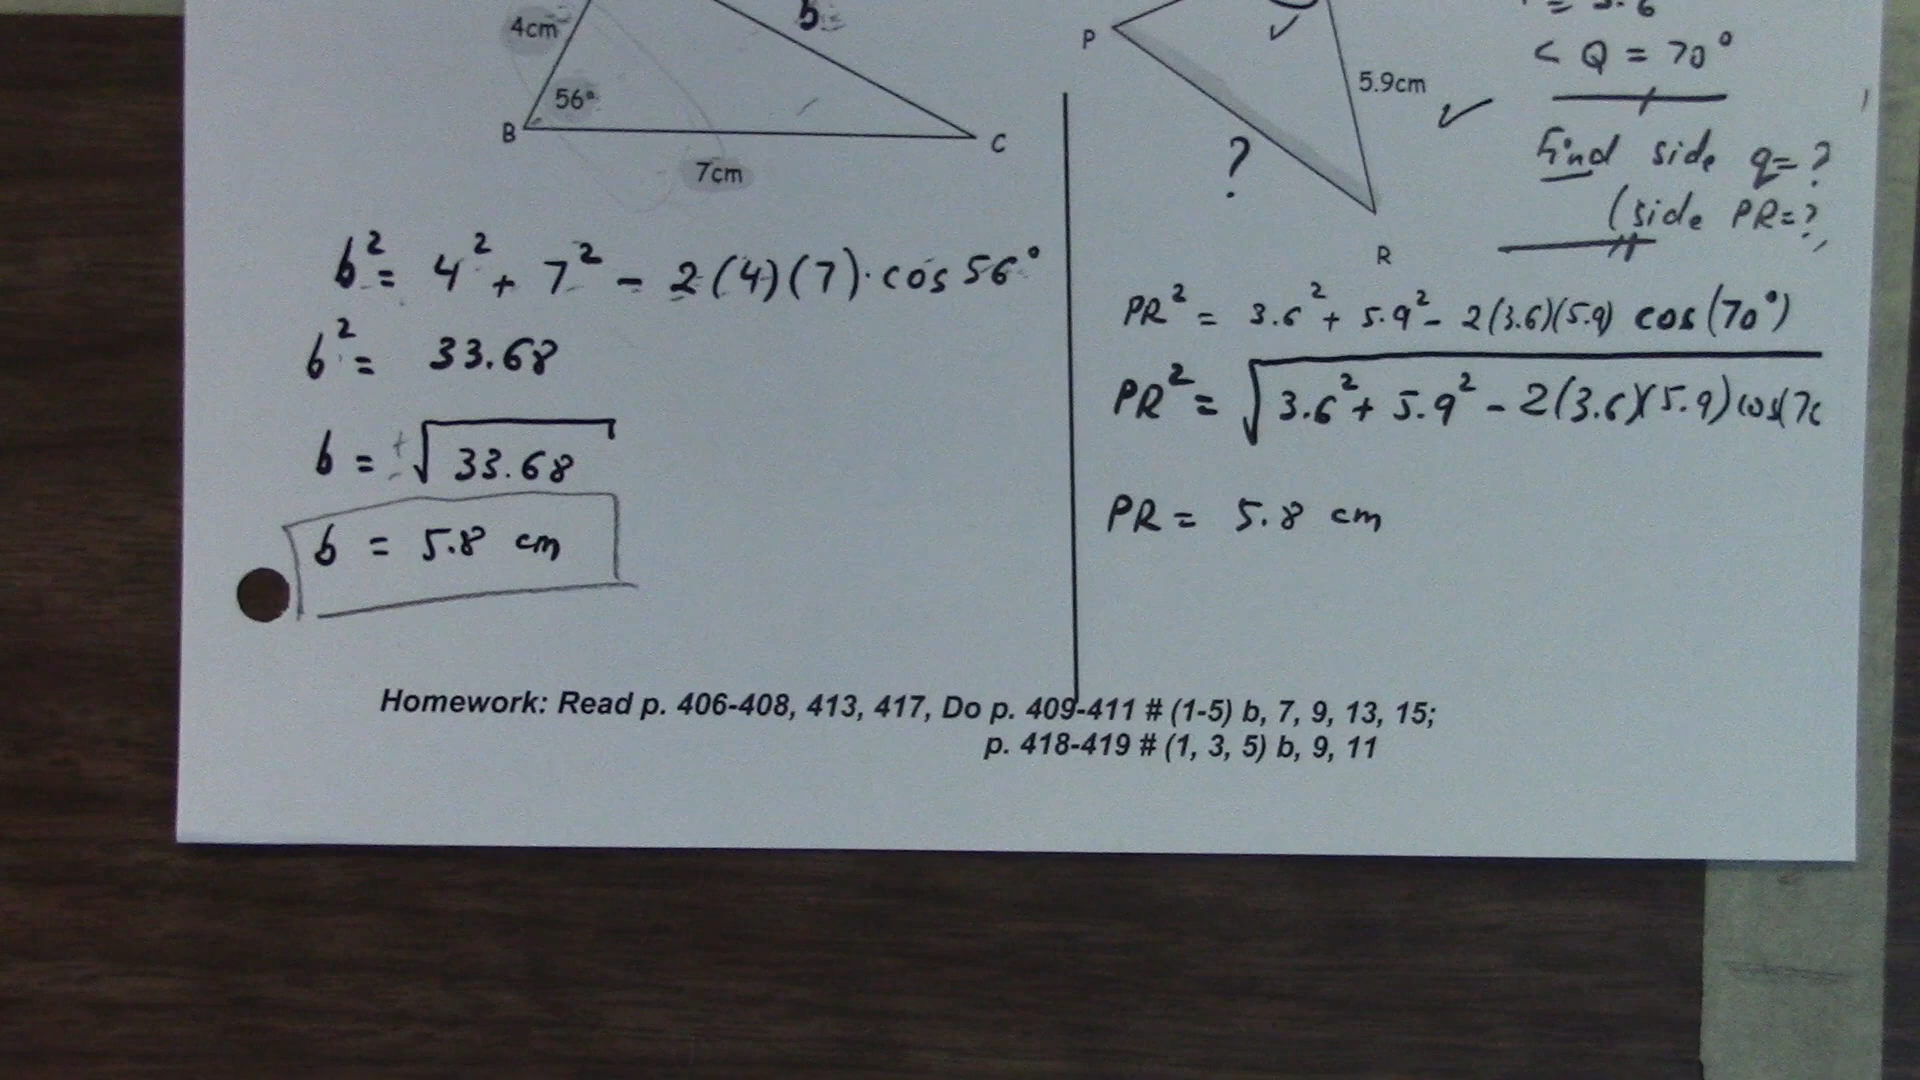 4cm
b
56°
B
C
7cm
b² = 4² + 7² - 2(4)(7)·cos 56°
b² = 33.68
b = ±√33.68
b = 5.8 cm
P
5.9cm
?
R
= 3.6
< Q = 70°
find side q=?
(side PR=?
PR² = 3.6² + 5.9² - 2(3.6)(5.9) cos(70°)
PR² = √3.6² + 5.9² - 2(3.6)(5.9)cos(70
PR = 5.8 cm
Homework: Read p. 406-408, 413, 417, Do p. 409-411 # (1-5) b, 7, 9, 13, 15;
p. 418-419 # (1, 3, 5) b, 9, 11